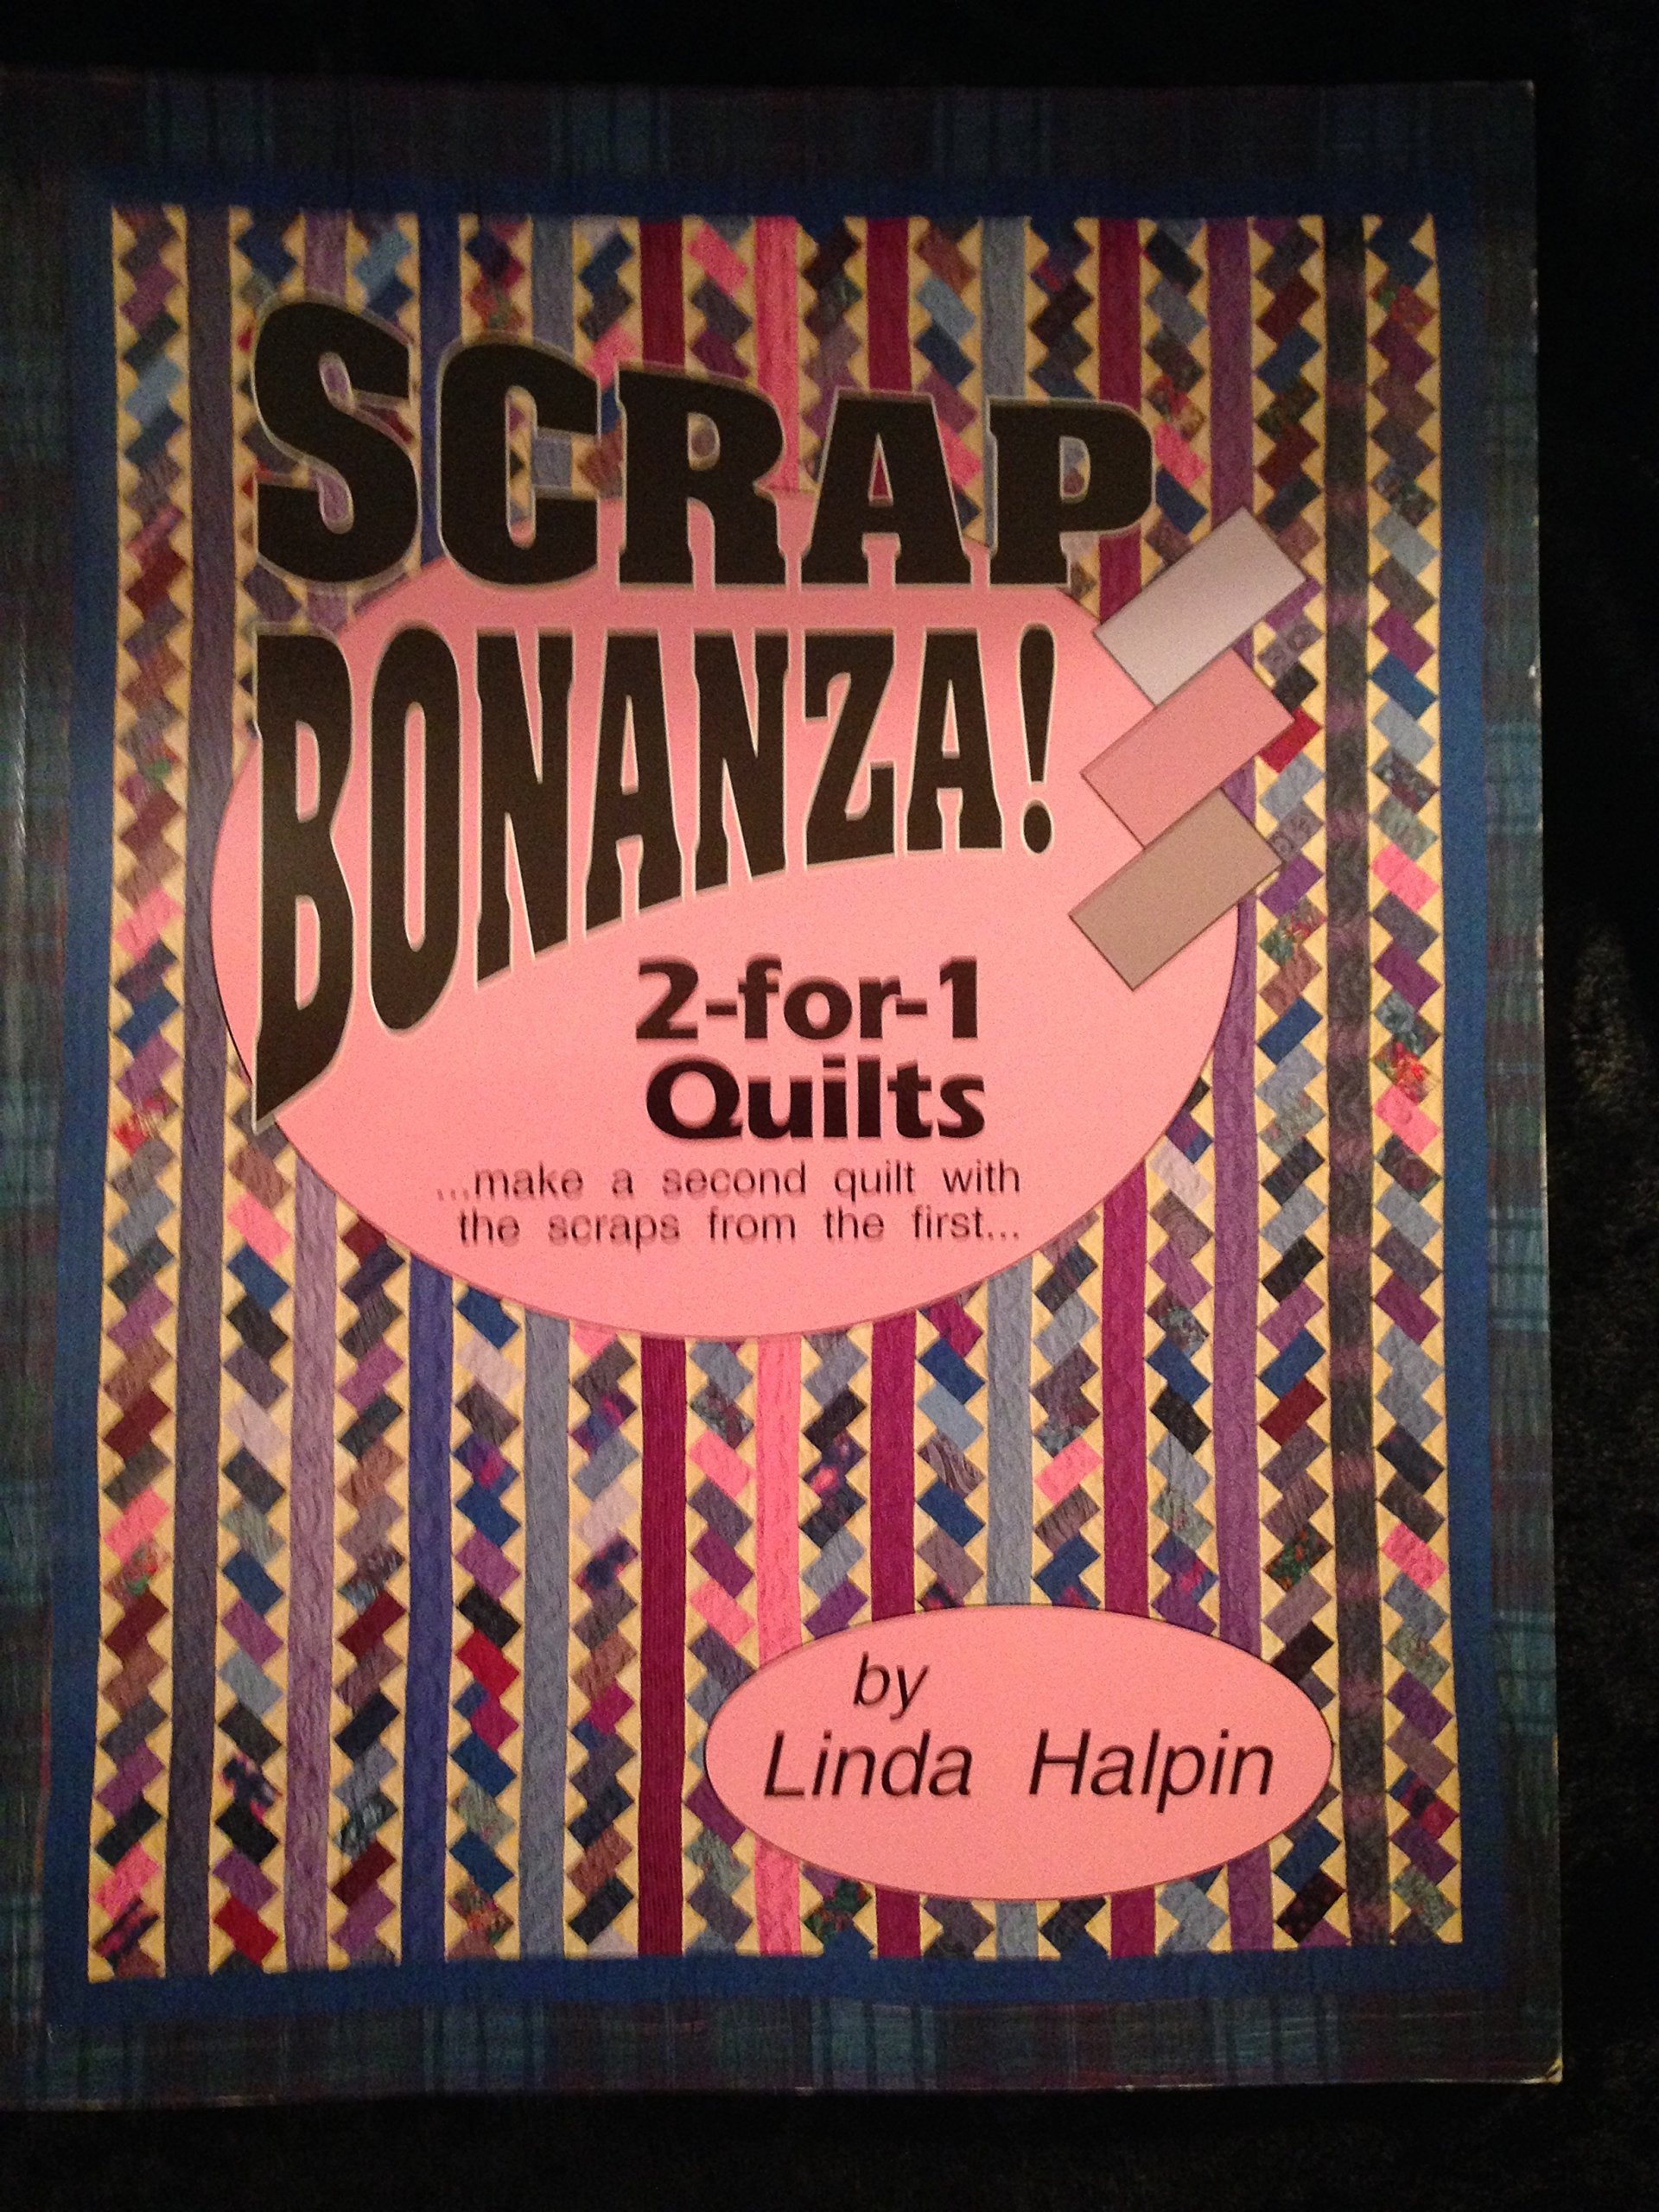 SCRAP
BONANZA!
2-for-1
Quilts
...make a second quilt with
the scraps from the first...
by
Linda Halpin